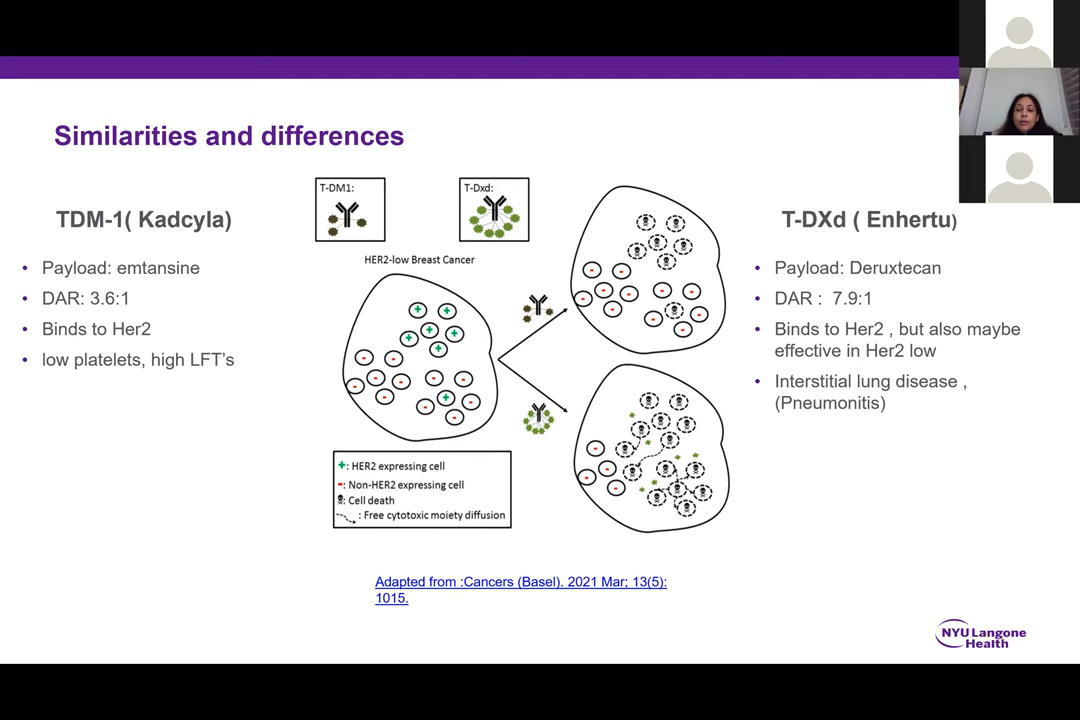 Similarities and differences
TDM-1( Kadcyla)
• Payload: emtansine
• DAR: 3.6:1
• Binds to Her2
• low platelets, high LFT’s
T-DM1:
T-Dxd:
HER2-low Breast Cancer
+: HER2 expressing cell
-: Non-HER2 expressing cell
: Cell death
: Free cytotoxic moiety diffusion
Adapted from :Cancers (Basel). 2021 Mar; 13(5):
1015.
T-DXd ( Enhertu)
• Payload: Deruxtecan
• DAR : 7.9:1
• Binds to Her2 , but also maybe
effective in Her2 low
• Interstitial lung disease ,
(Pneumonitis)
NYU Langone
Health